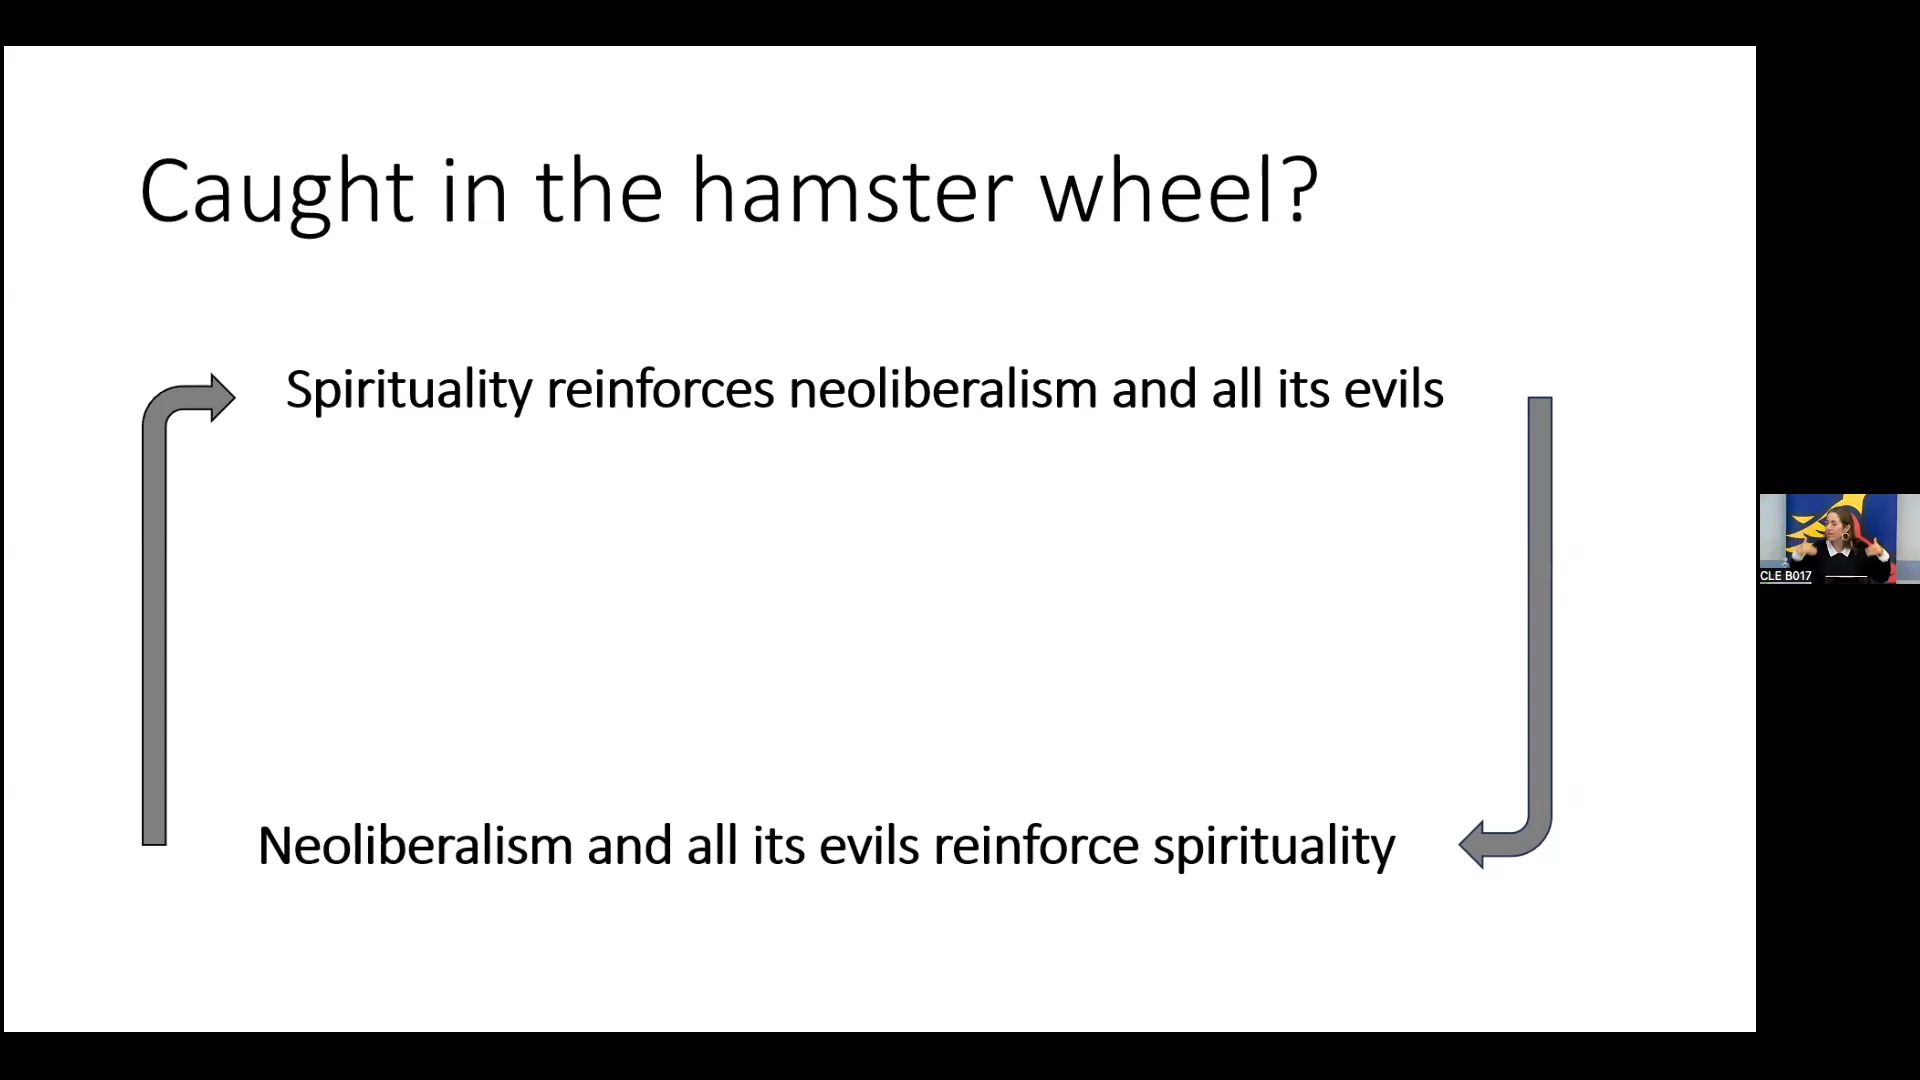 Caught in the hamster wheel?
Spirituality reinforces neoliberalism and all its evils
Neoliberalism and all its evils reinforce spirituality
CLE B017